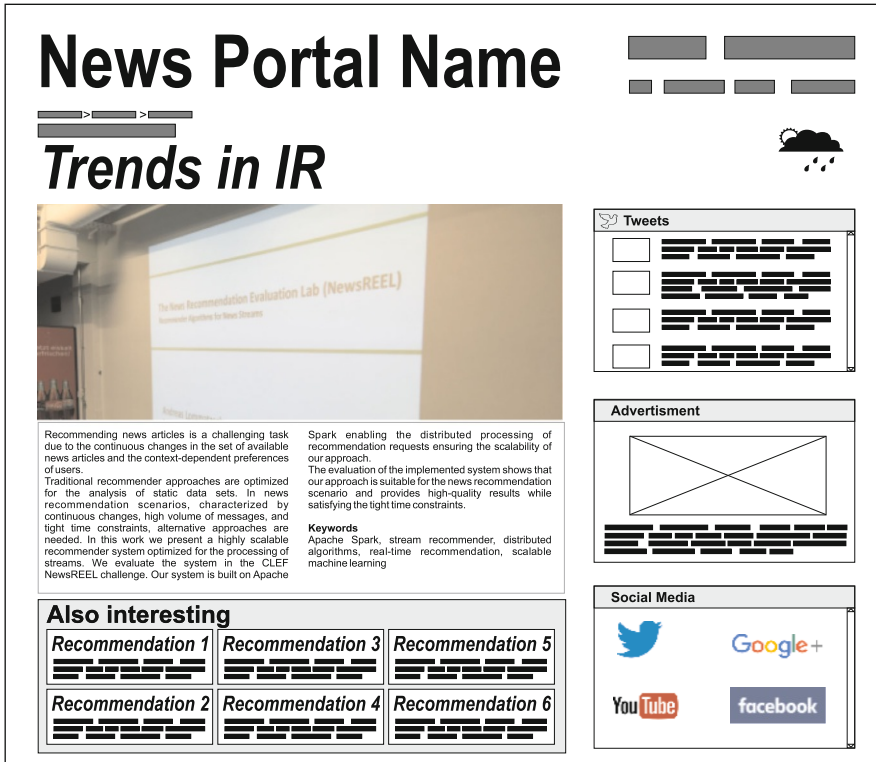 News Portal Name
> >
Trends in IR
The News Recommendation Evaluation Lab (NewsREEL)
Recommender Algorithms for News Streams
Andreas
Recommending news articles is a challenging task
due to the continuous changes in the set of available
news articles and the context-dependent preferences
of users.
Traditional recommender approaches are optimized
for the analysis of static data sets. In news
recommendation scenarios, characterized by
continuous changes, high volume of messages, and
tight time constraints, alternative approaches are
needed. In this work we present a highly scalable
recommender system optimized for the processing of
streams. We evaluate the system in the CLEF
NewsREEL challenge. Our system is built on Apache
Spark enabling the distributed processing of
recommendation requests ensuring the scalability of
our approach.
The evaluation of the implemented system shows that
our approach is suitable for the news recommendation
scenario and provides high-quality results while
satisfying the tight time constraints.
Keywords
Apache Spark, stream recommender, distributed
algorithms, real-time recommendation, scalable
machine learning
Also interesting
Recommendation 1 Recommendation 3 Recommendation 5
Recommendation 2 Recommendation 4 Recommendation 6
Tweets
Advertisment
Social Media
Google+
YouTube facebook